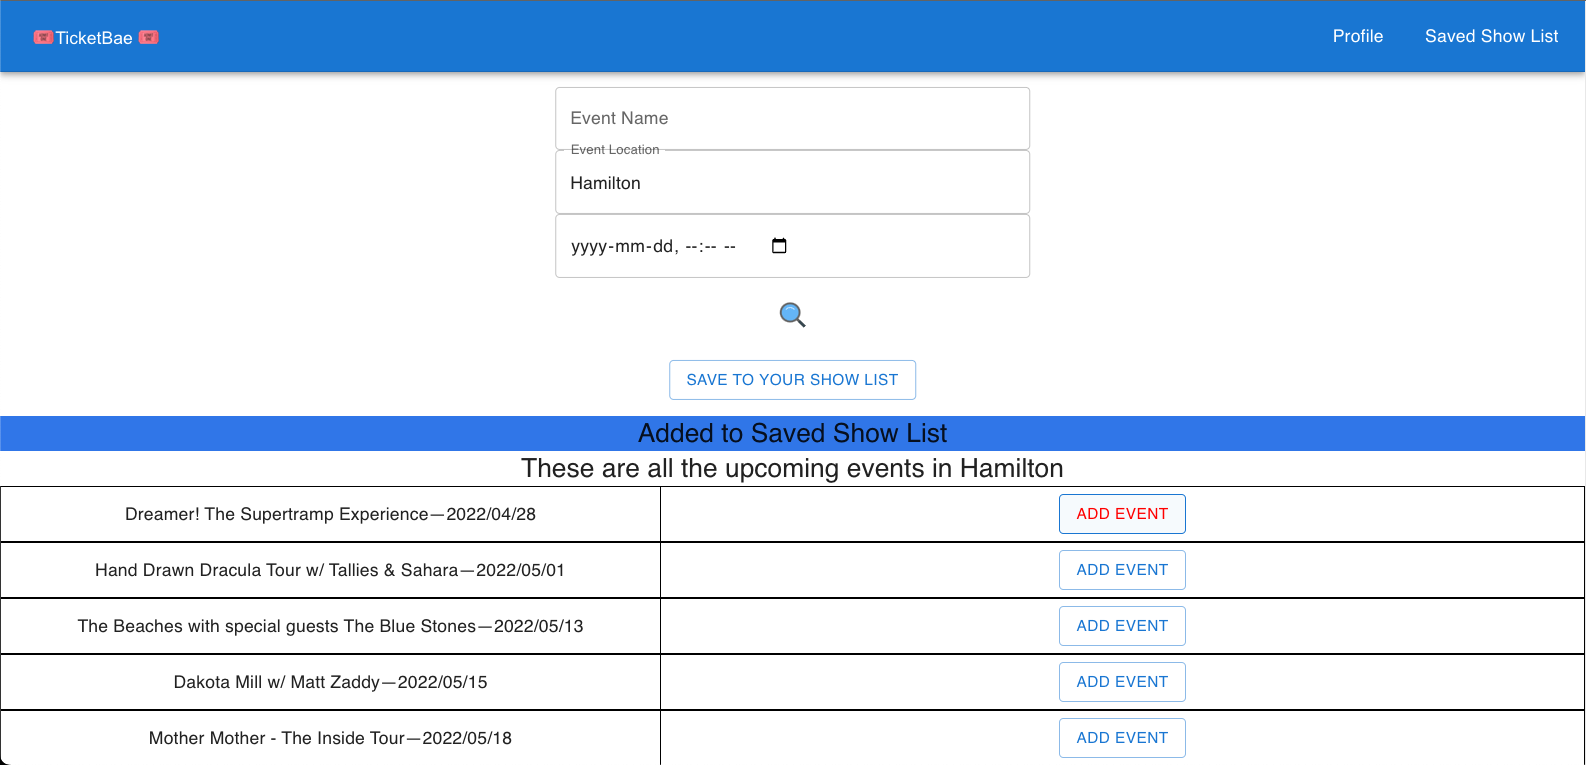 TicketBae
Profile
Saved Show List
Event Name
Event Location
Hamilton
yyyy-mm-dd, --:-- --
SAVE TO YOUR SHOW LIST
Added to Saved Show List
These are all the upcoming events in Hamilton
Dreamer! The Supertramp Experience—2022/04/28
ADD EVENT
Hand Drawn Dracula Tour w/ Tallies & Sahara—2022/05/01
ADD EVENT
The Beaches with special guests The Blue Stones—2022/05/13
ADD EVENT
Dakota Mill w/ Matt Zaddy—2022/05/15
ADD EVENT
Mother Mother - The Inside Tour—2022/05/18
ADD EVENT